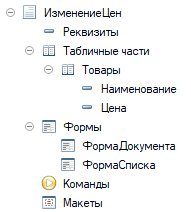 ИзменениеЦен
Реквизиты
Табличные части
Товары
Наименование
Цена
Формы
ФормаДокумента
ФормаСписка
Команды
Макеты